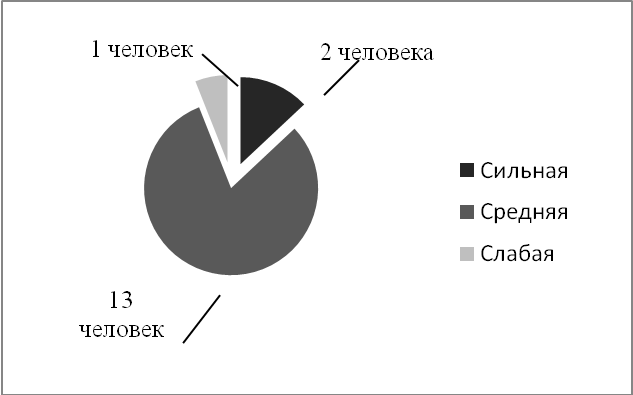 1 человек
2 человека
Сильная
Средняя
Слабая
13
человек